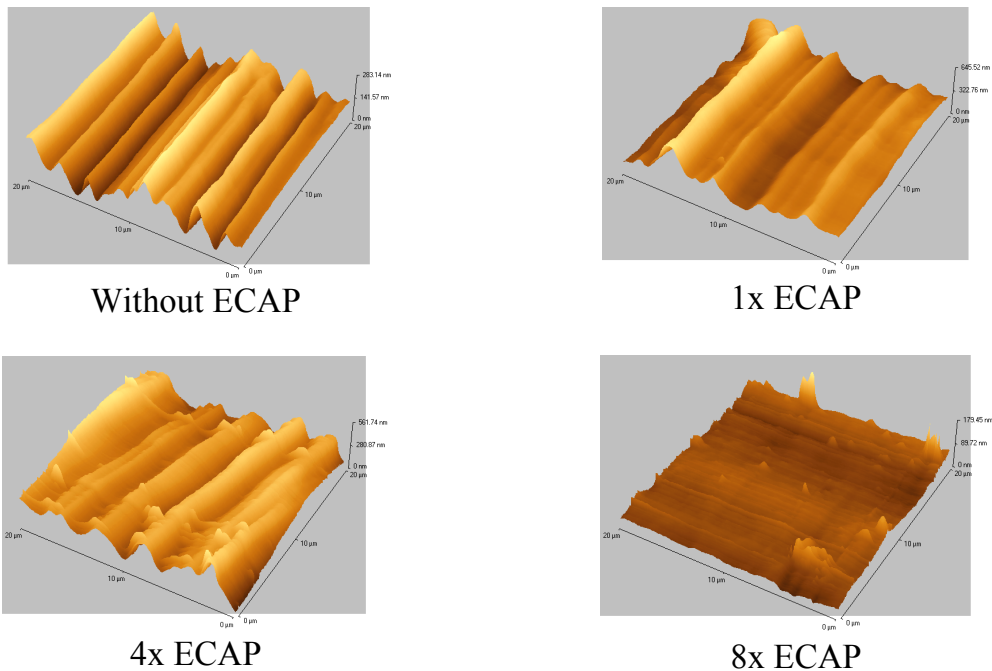 283.14 nm
141.57 nm
0 nm
20 µm
20 µm
10 µm
10 µm
0 µm
0 µm
Without ECAP
645.52 nm
322.76 nm
0 nm
20 µm
20 µm
10 µm
10 µm
0 µm
0 µm
1x ECAP
561.74 nm
280.87 nm
0 nm
20 µm
20 µm
10 µm
10 µm
0 µm
0 µm
4x ECAP
179.45 nm
89.72 nm
0 nm
20 µm
20 µm
10 µm
10 µm
0 µm
0 µm
8x ECAP